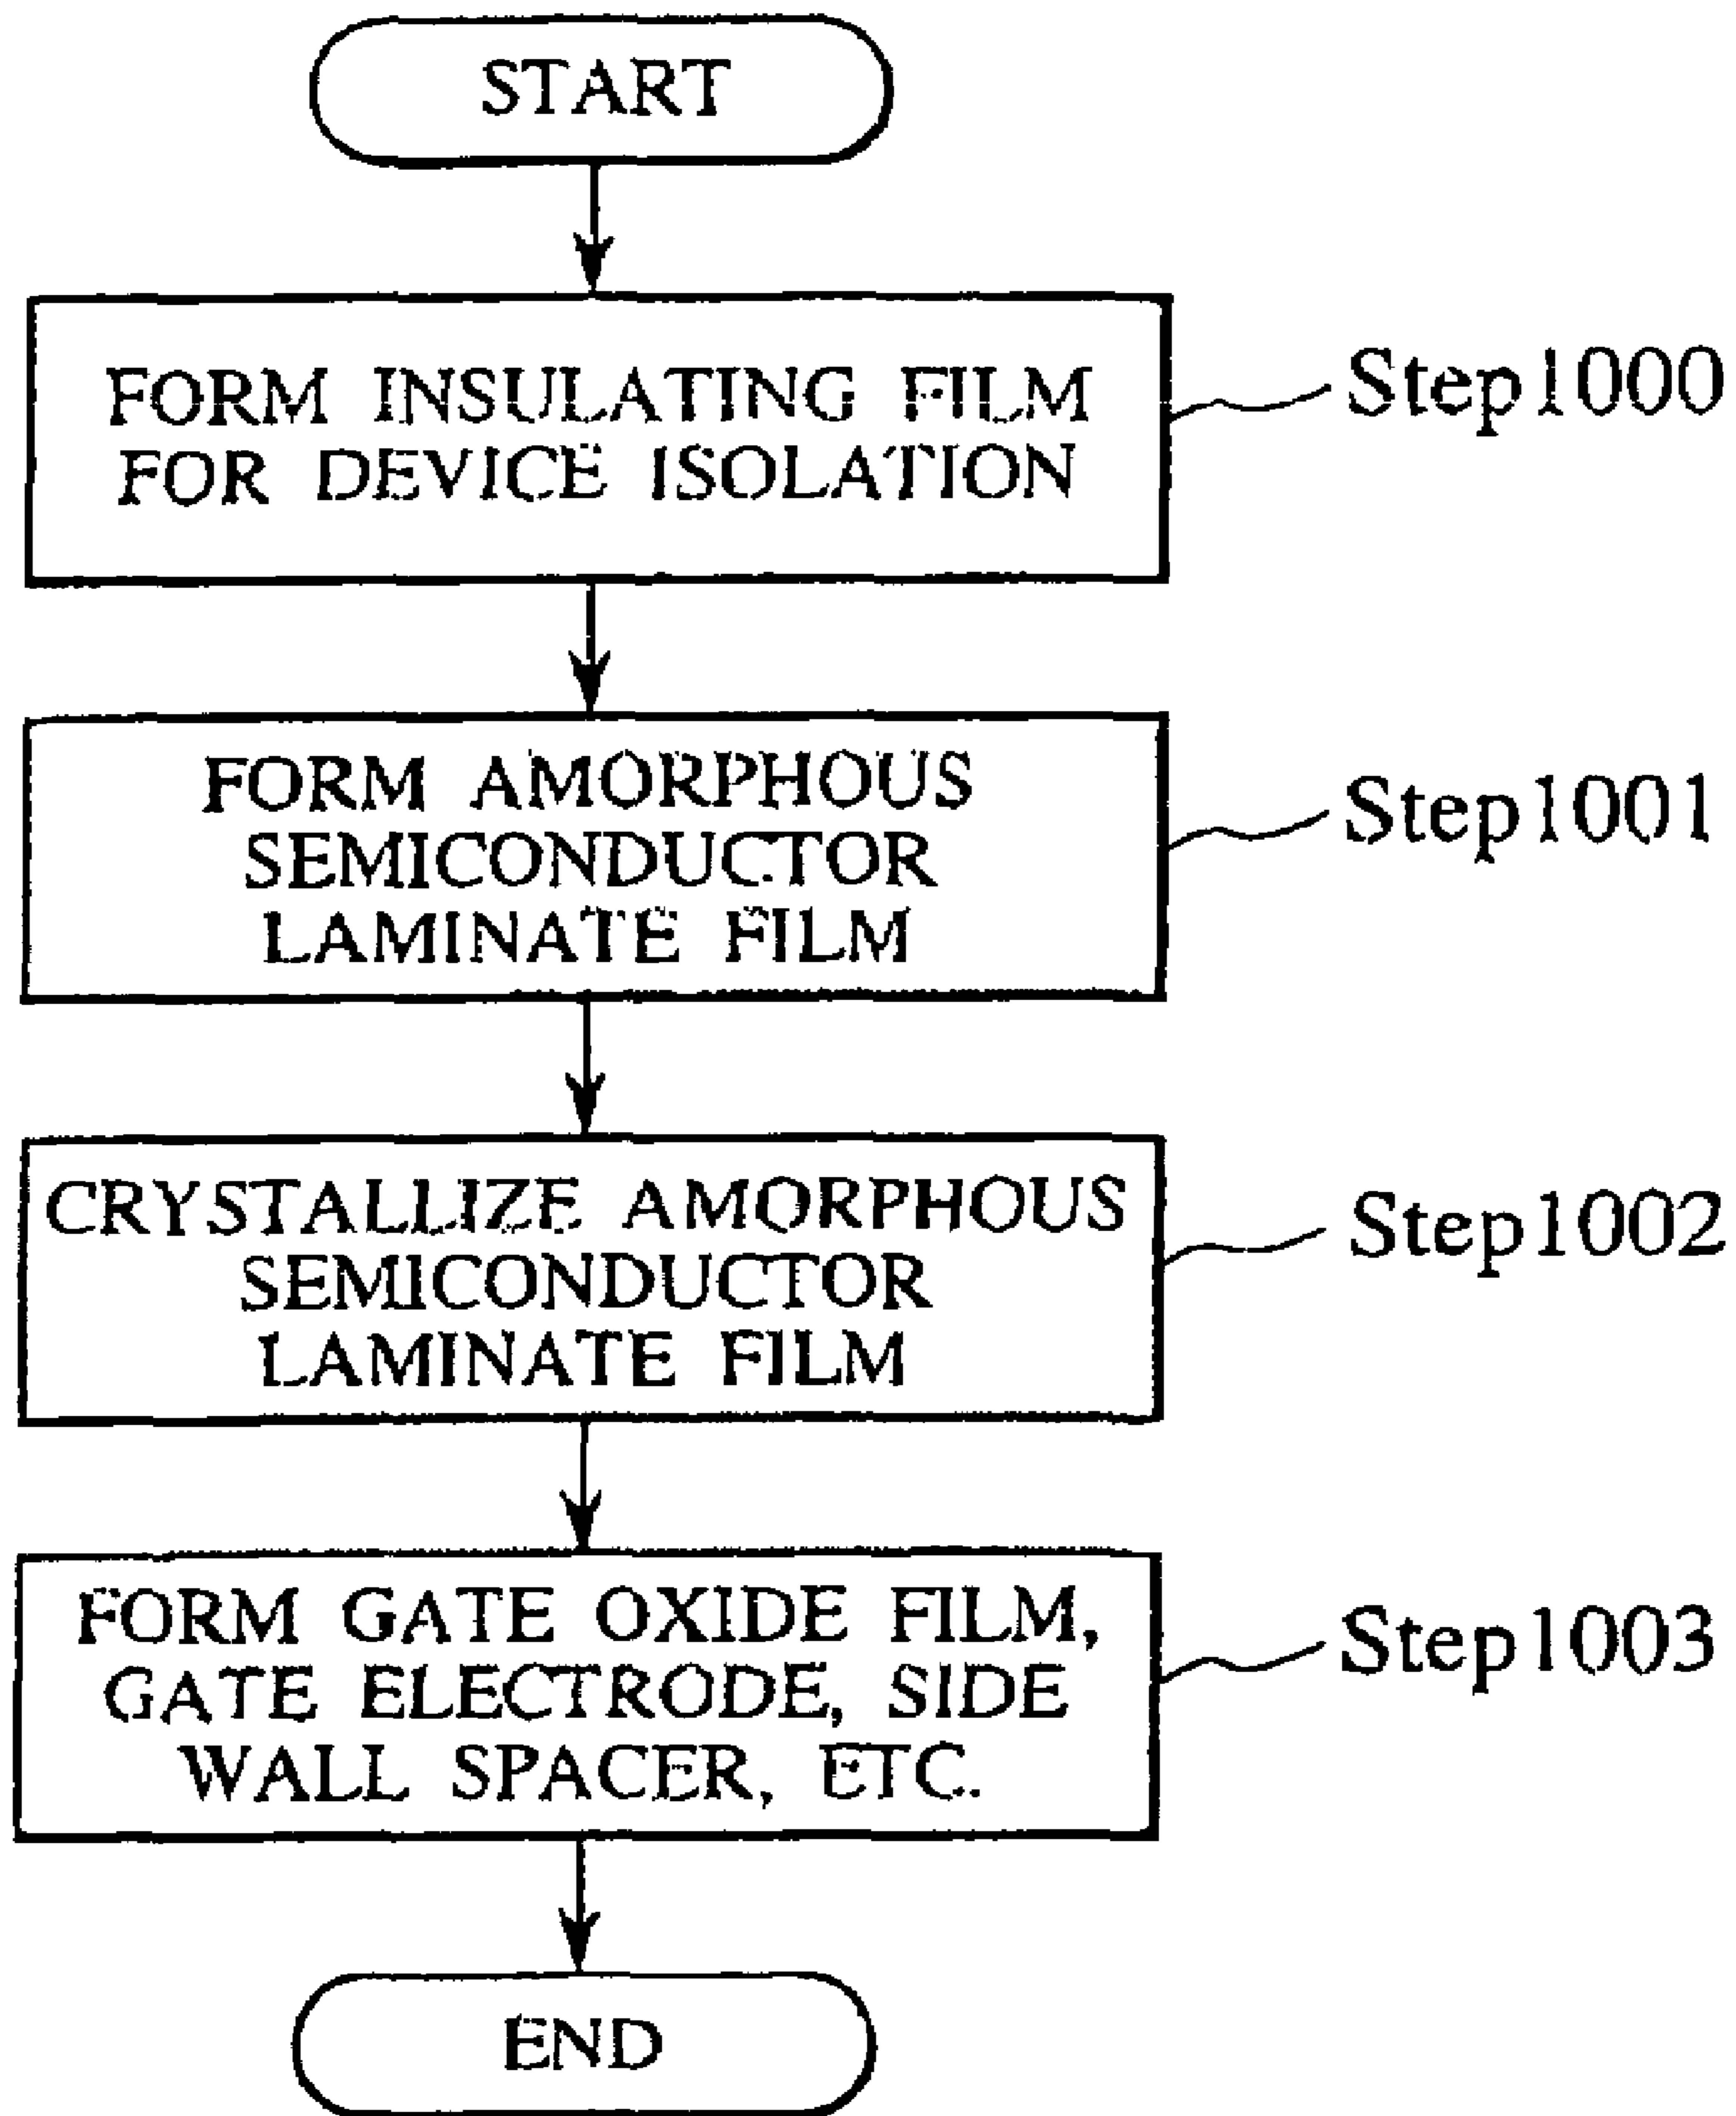 START
FORM INSULATING FILM
FOR DEVICE ISOLATION
Step1000
FORM AMORPHOUS
SEMICONDUCTOR
LAMINATE FILM
Step1001
CRYSTALLIZE AMORPHOUS
SEMICONDUCTOR
LAMINATE FILM
Step1002
FORM GATE OXIDE FILM,
GATE ELECTRODE, SIDE
WALL SPACER, ETC.
Step1003
END